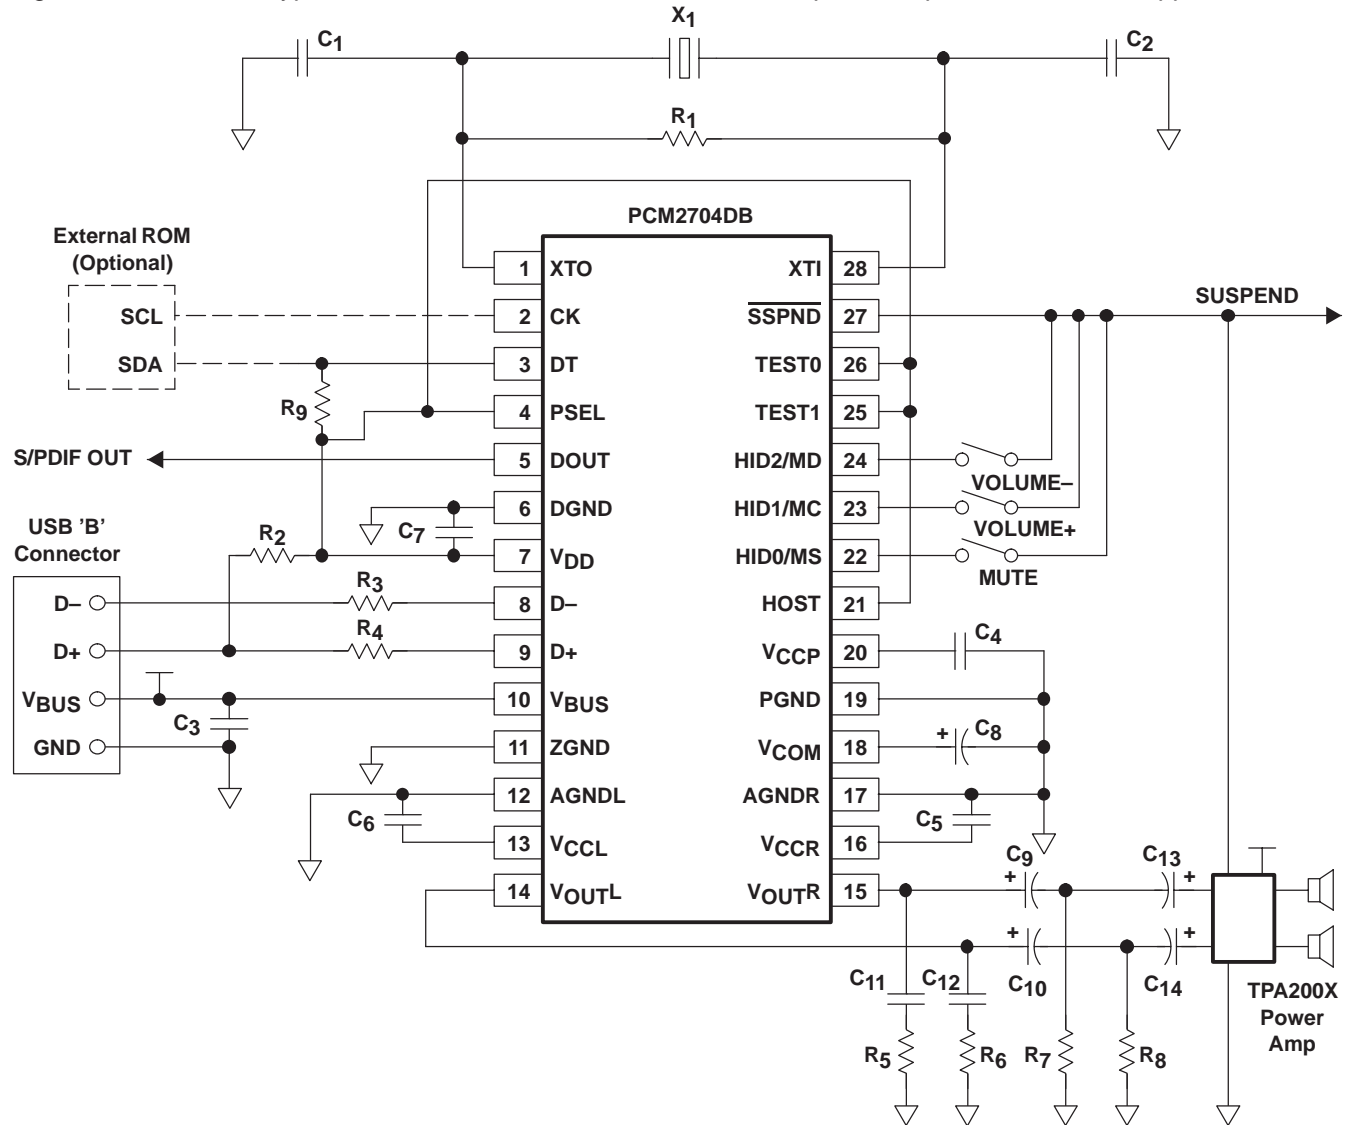 X1
C1
C2
R1
PCM2704DB
External ROM
(Optional)
SCL
SDA
1 XTO
XTI 28
2 CK
SSPND 27
SUSPEND
3 DT
TEST0 26
R9
4 PSEL
TEST1 25
S/PDIF OUT
5 DOUT
HID2/MD 24
VOLUME–
6 DGND
HID1/MC 23
VOLUME+
C7
USB 'B'
Connector
R2
7 VDD
HID0/MS 22
MUTE
D–
R3
8 D–
HOST 21
D+
R4
9 D+
VCCP 20
C4
VBUS
10 VBUS
PGND 19
C3
GND
11 ZGND
VCOM 18
+
C8
12 AGNDL
AGNDR 17
C6
C5
13 VCCL
VCCR 16
C9
C13
+
+
14 VOUTL
VOUTR 15
+
+
C11
C12
C10
C14
TPA200X
Power
Amp
R5
R6
R7
R8